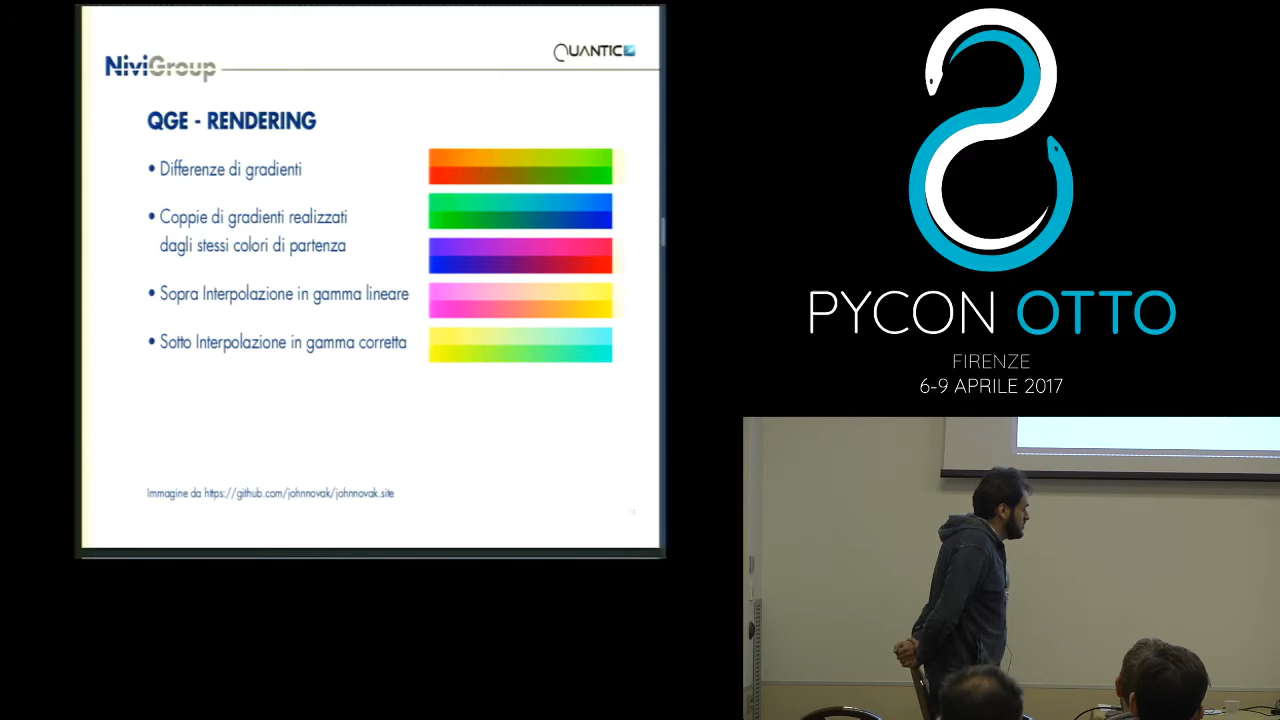 NiviGroup
QUANTIC
QGE - RENDERING
• Differenze di gradienti
• Coppie di gradienti realizzati
dagli stessi colori di partenza
• Sopra Interpolazione in gamma lineare
• Sotto Interpolazione in gamma corretta
Immagine da https://github.com/johnnovak/johnnovak.site
PYCON OTTO
FIRENZE
6-9 APRILE 2017